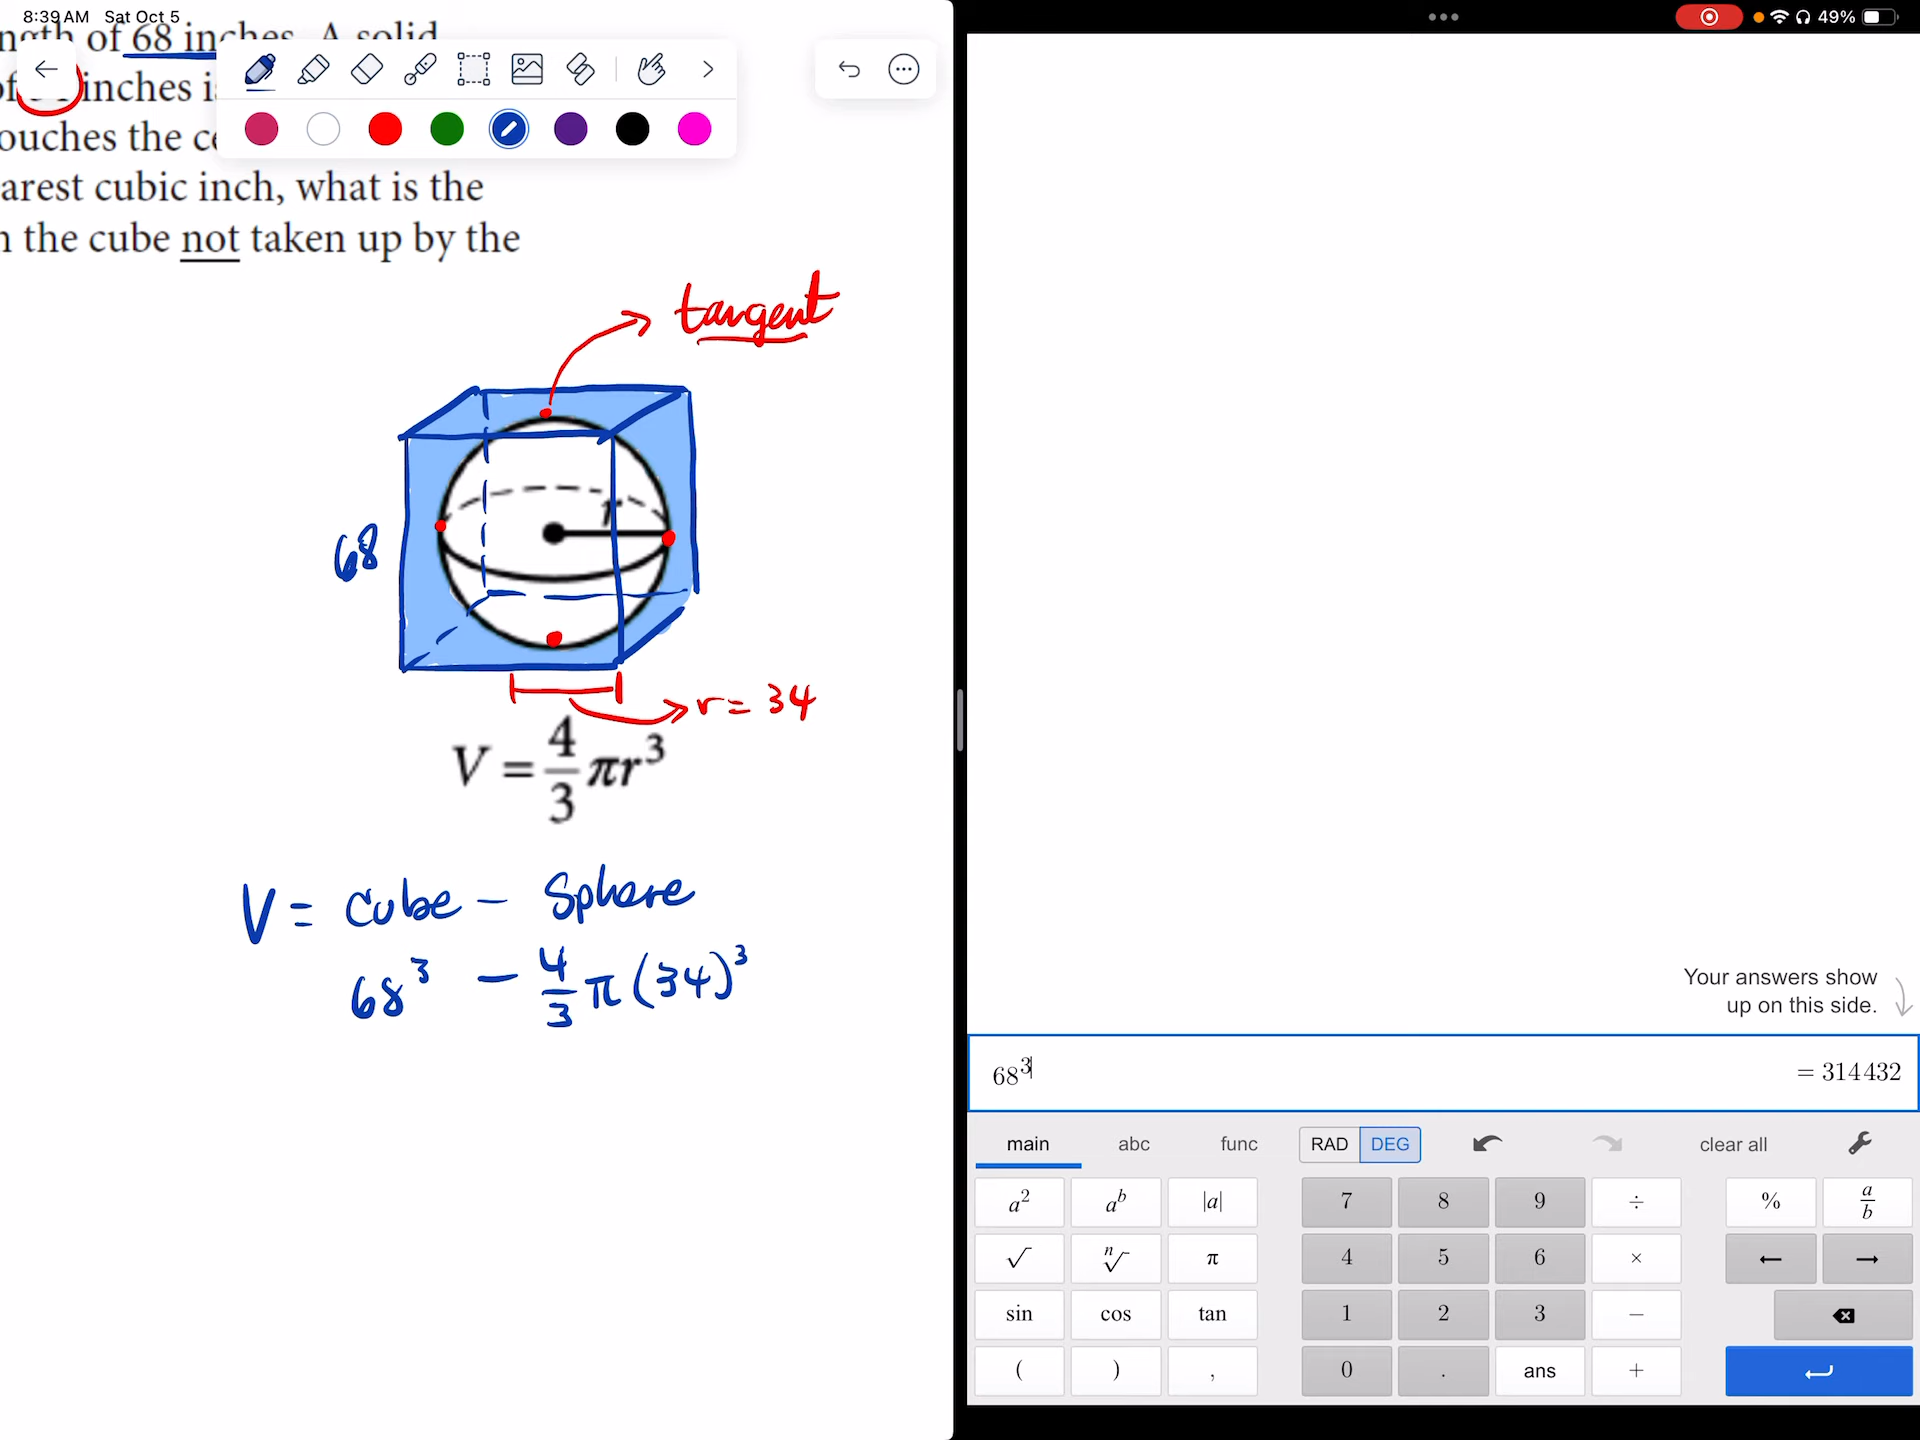 8:39 AM Sat Oct 5
49%
of 68 inches. A solid
inches
ouches the
arest cubic inch, what is the
the cube not taken up by the
tangent
r
68
r = 34
V = 4/3 πr³
V = Cube - Sphere
68³ - 4/3 π (34)³
Your answers show
up on this side.
68³ = 314432
main abc func RAD DEG clear all
a² aᵇ |a| 7 8 9 ÷ % a/b
√ ⁿ√ π 4 5 6 × ← →
sin cos tan 1 2 3 −
( ) , 0 . ans +